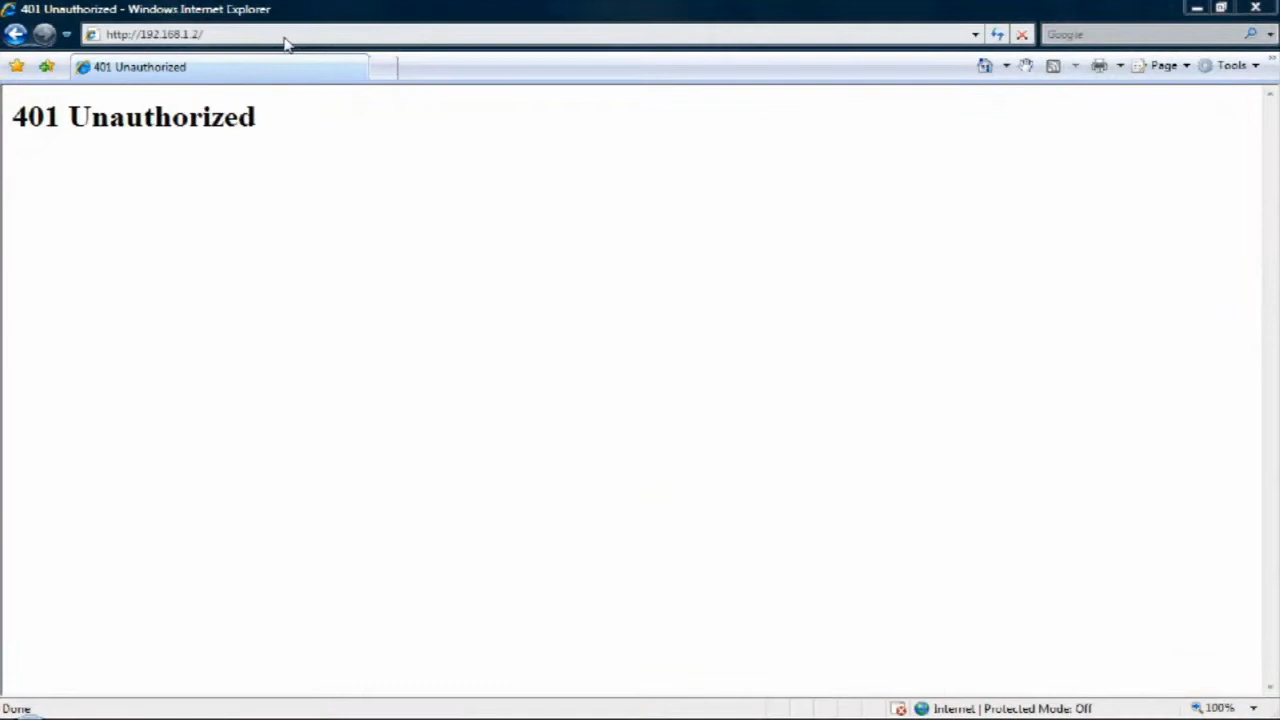 401 Unauthorized - Windows Internet Explorer
http://192.168.1.2/
Google
401 Unauthorized
Page
Tools
401 Unauthorized
Done
Internet | Protected Mode: Off
100%